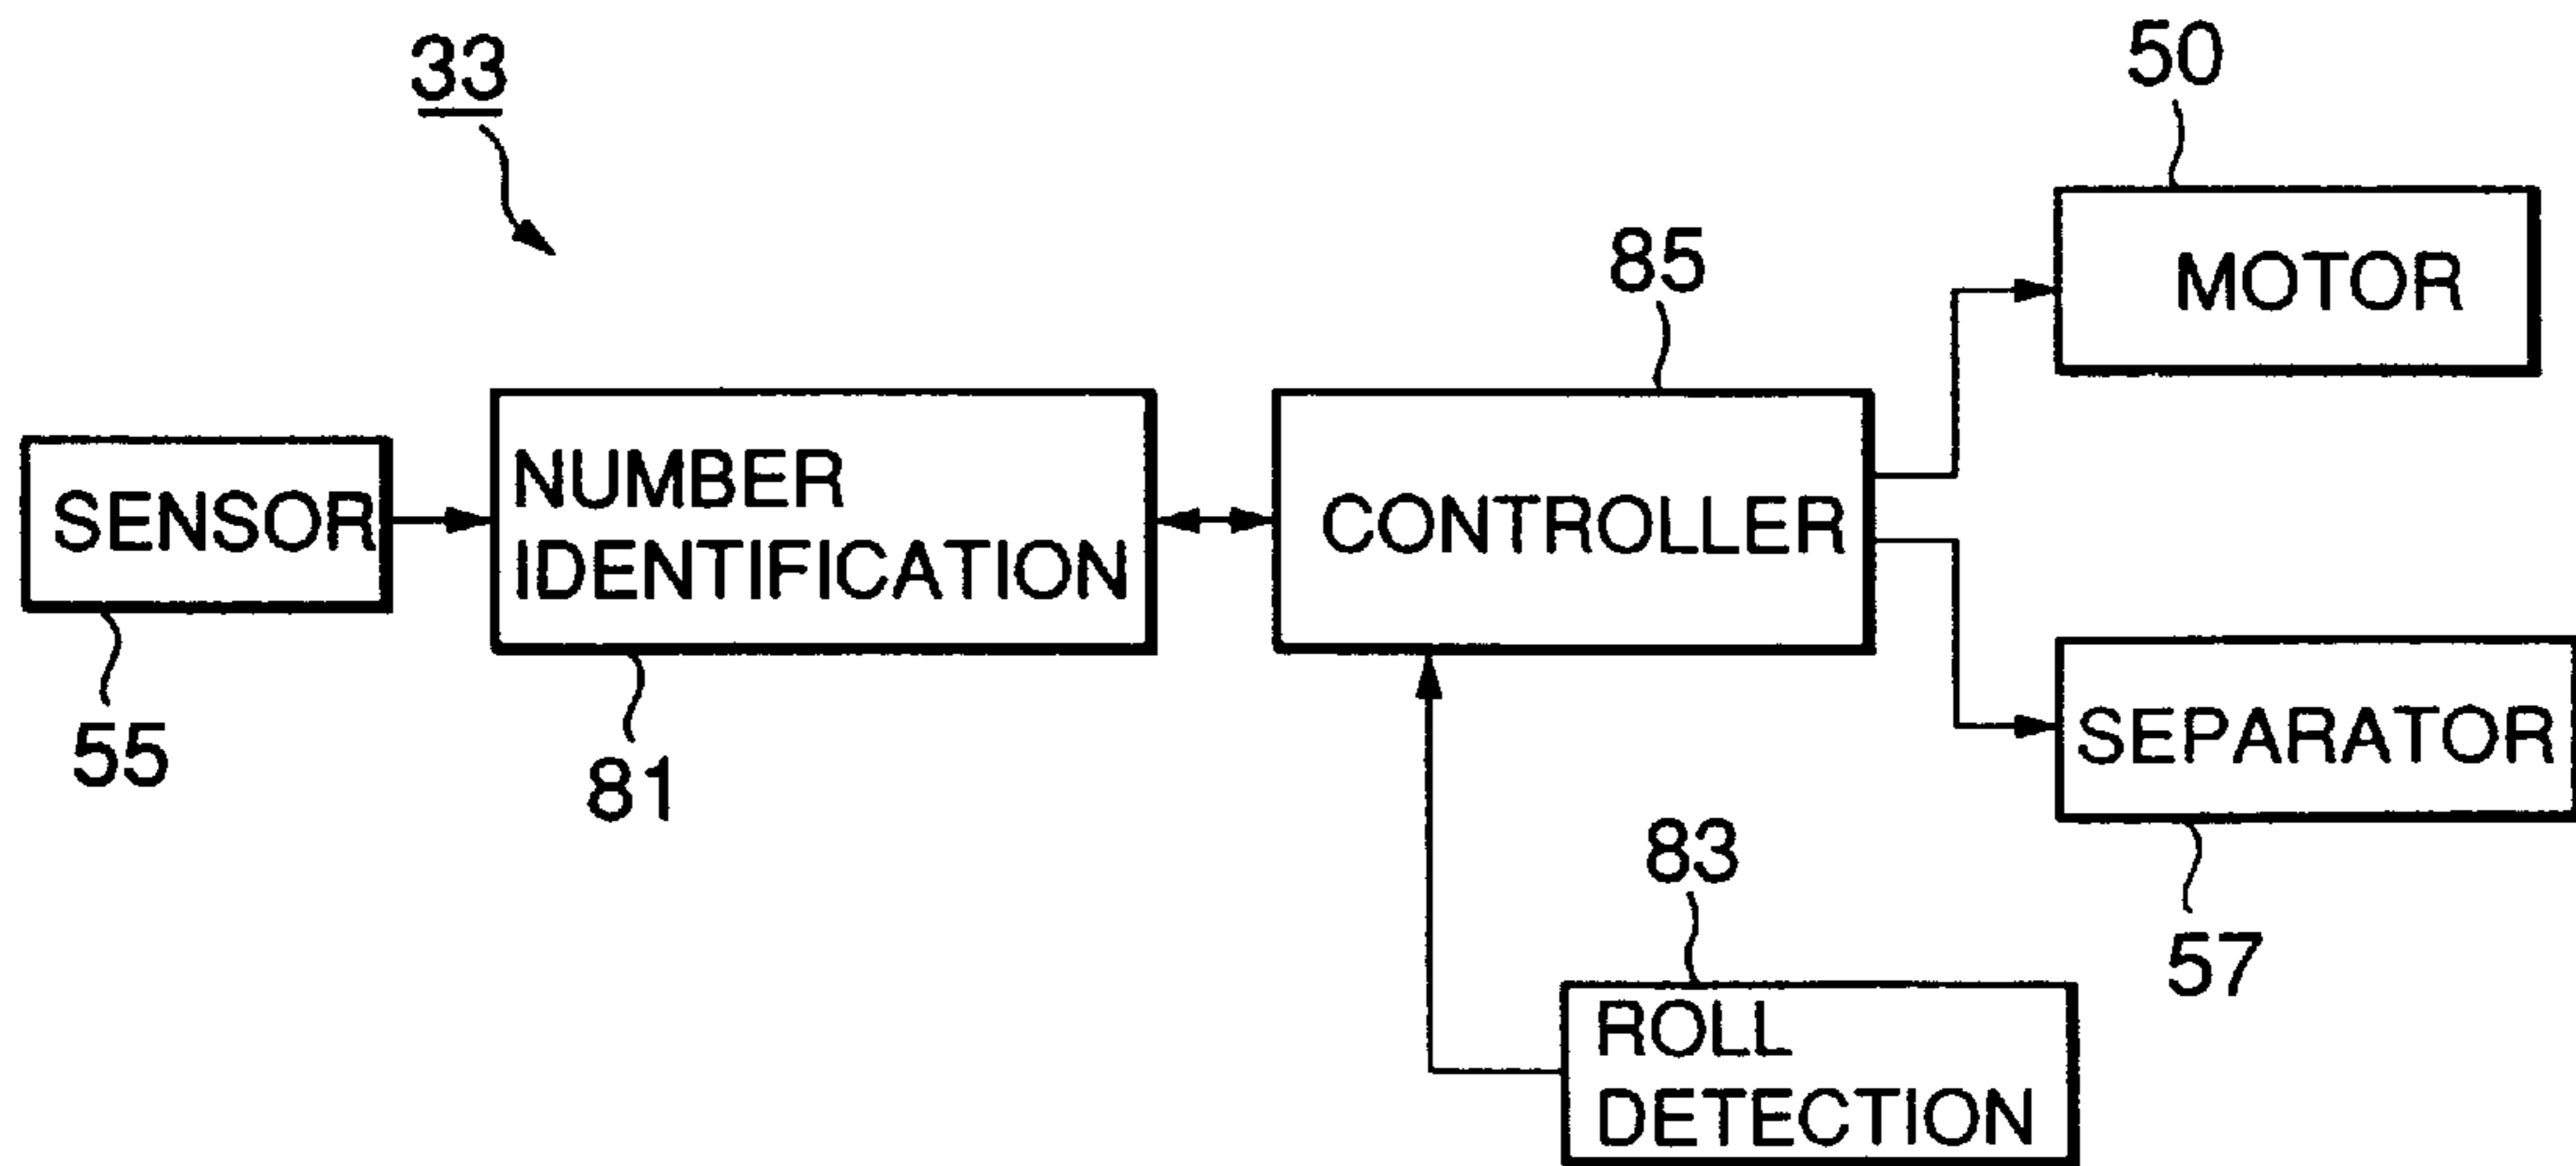 33
50
85
MOTOR
NUMBER
IDENTIFICATION
SENSOR
CONTROLLER
55
81
SEPARATOR
83
57
ROLL
DETECTION